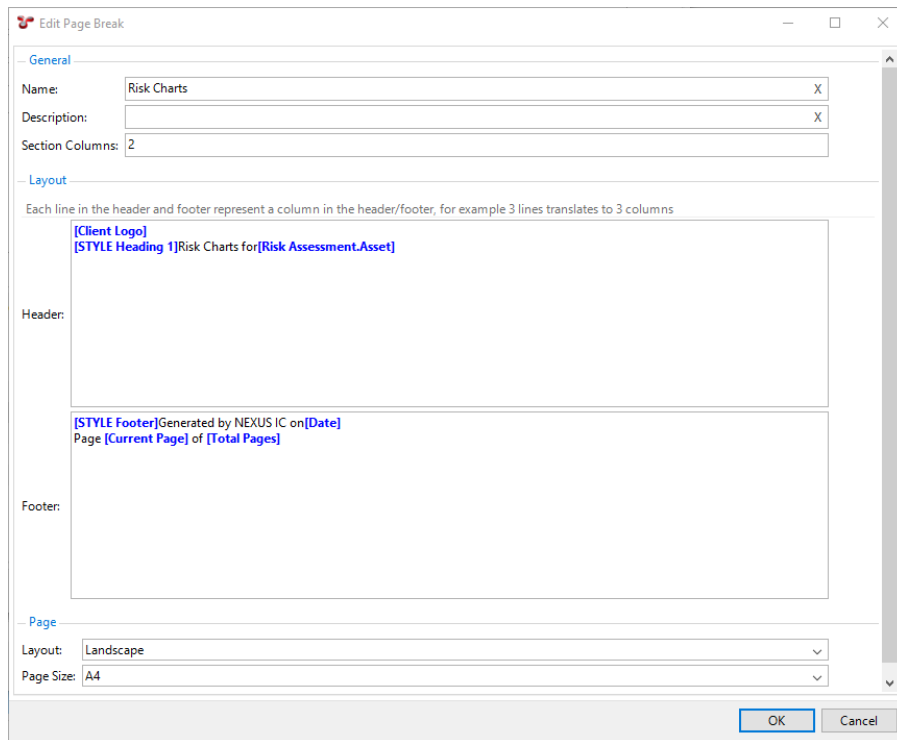 Edit Page Break
General
Name: Risk Charts X
Description: X
Section Columns: 2
Layout
Each line in the header and footer represent a column in the header/footer, for example 3 lines translates to 3 columns
[Client Logo]
[STYLE Heading 1]Risk Charts for[Risk Assessment.Asset]
Header:
[STYLE Footer]Generated by NEXUS IC on[Date]
Page [Current Page] of [Total Pages]
Footer:
Page
Layout: Landscape
Page Size: A4
OK Cancel